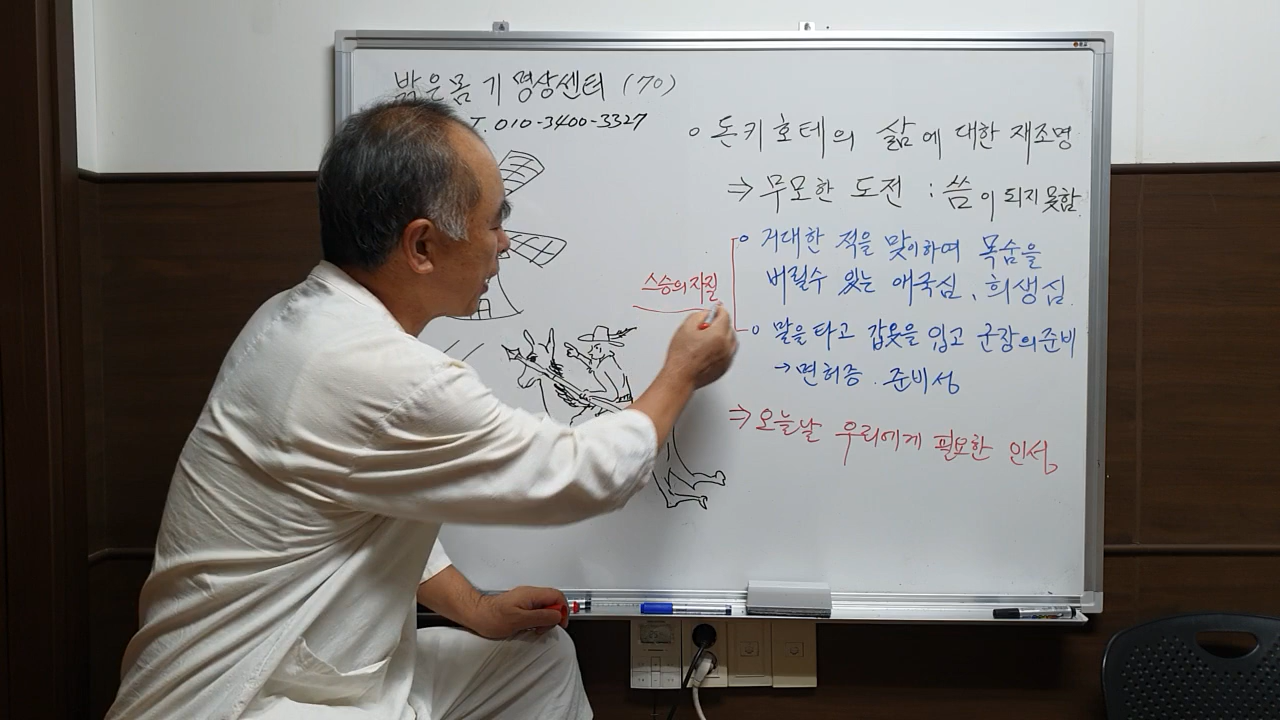 밝은몸 기 명상센터 (70)
T. 010-3400-3327
○ 돈키호테의 삶에 대한 재조명
⇒ 무모한 도전 : 씀이 되지 못함
○ 거대한 적을 맞이하여 목숨을
버릴수 있는 애국심, 희생심.
스승의 자질
○ 말을 타고 갑옷을 입고 군장의 준비
→ 면허증. 준비성
⇒ 오늘날 우리에게 필요한 인성